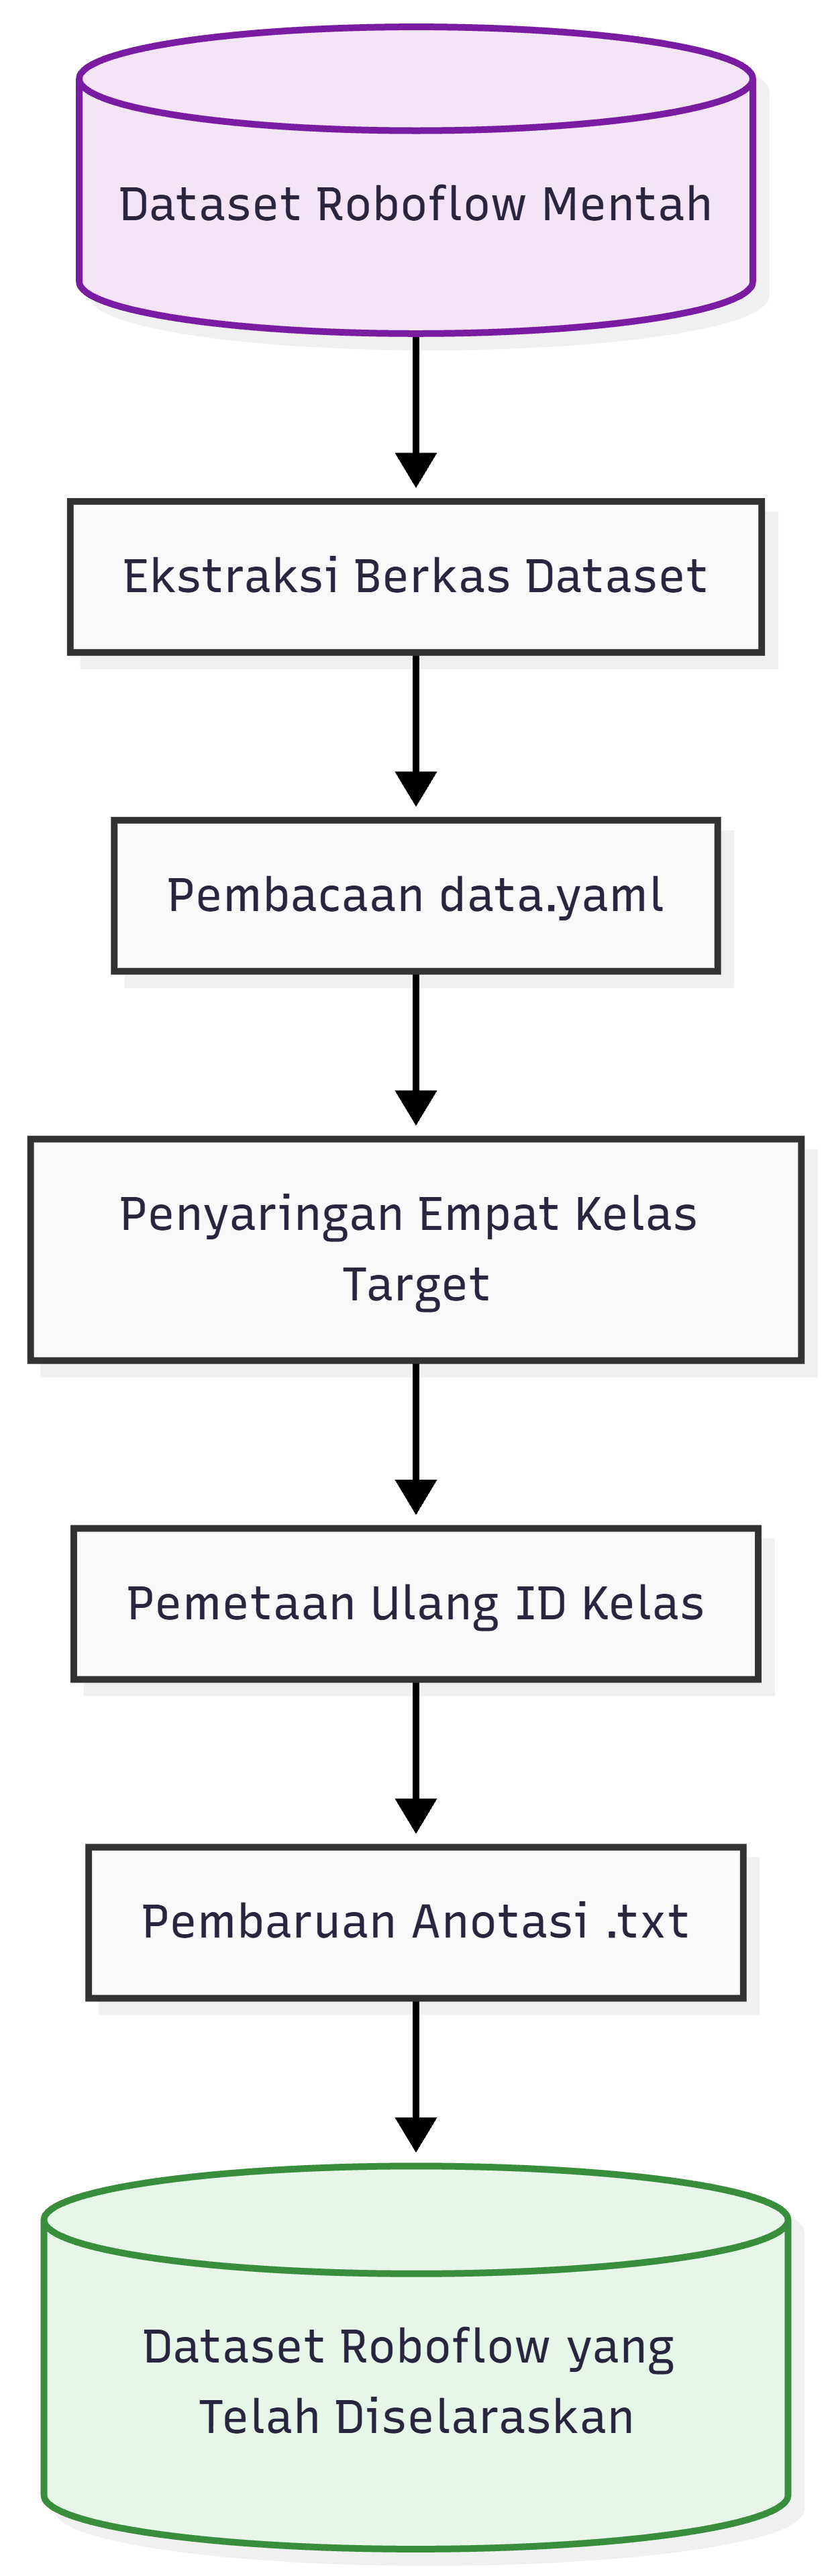 Dataset Roboflow Mentah
Ekstraksi Berkas Dataset
Pembacaan data.yaml
Penyaringan Empat Kelas
Target
Pemetaan Ulang ID Kelas
Pembaruan Anotasi .txt
Dataset Roboflow yang
Telah Diselaraskan